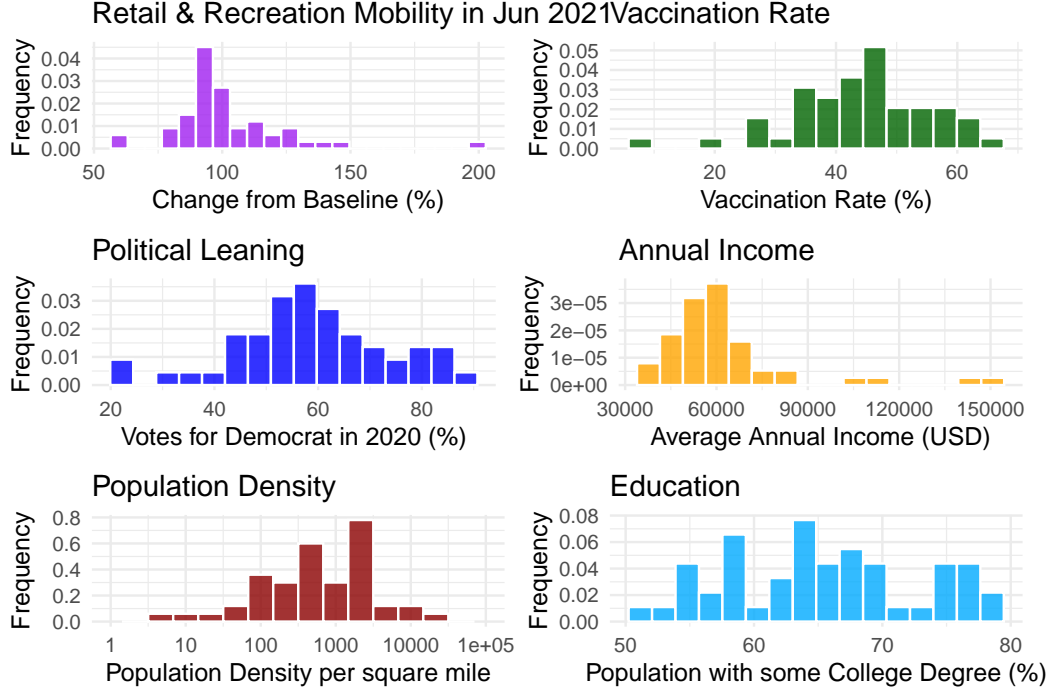 Retail & Recreation Mobility in Jun 2021
Frequency
0.04
0.03
0.02
0.01
0.00
50 100 150 200
Change from Baseline (%)
Vaccination Rate
Frequency
0.05
0.04
0.03
0.02
0.01
0.00
20 40 60
Vaccination Rate (%)
Political Leaning
Frequency
0.03
0.02
0.01
0.00
20 40 60 80
Votes for Democrat in 2020 (%)
Annual Income
Frequency
3e−05
2e−05
1e−05
0e+00
30000 60000 90000 120000 150000
Average Annual Income (USD)
Population Density
Frequency
0.8
0.6
0.4
0.2
0.0
1 10 100 1000 10000 1e+05
Population Density per square mile
Education
Frequency
0.08
0.06
0.04
0.02
0.00
50 60 70 80
Population with some College Degree (%)